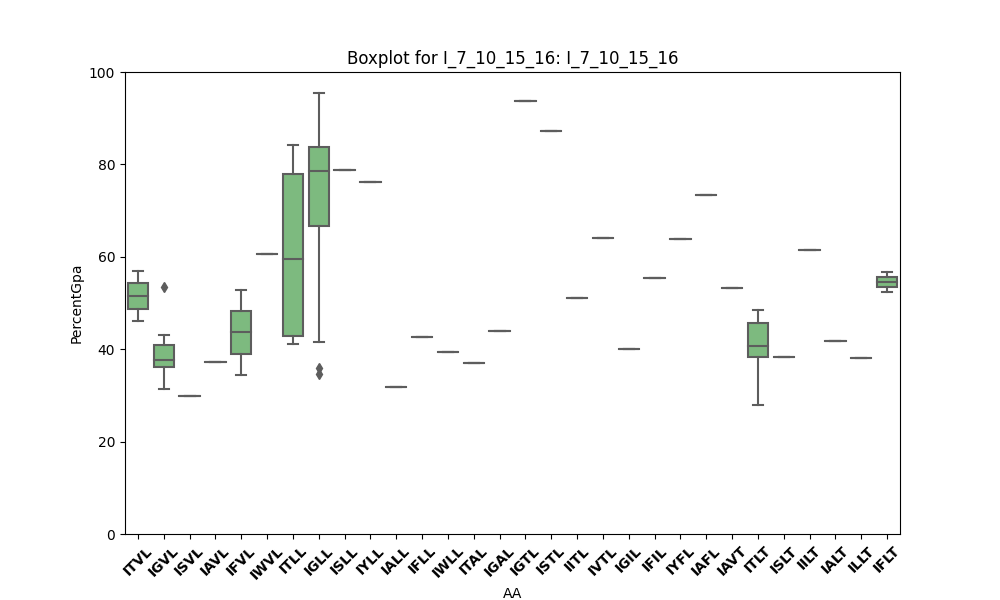 Boxplot for I_7_10_15_16: I_7_10_15_16
PercentGpa
100
80
60
40
20
0
ITVL IGVL ISVL IAVL IFVL IWVL ITLL IGLL ISLL IYLL IALL IFLL IWLL ITAL IGAL IGTL ISTL IITL IVTL IGIL IFIL IYFL IAFL IAVT ITLT ISLT IILT IALT ILLT IFLT
AA